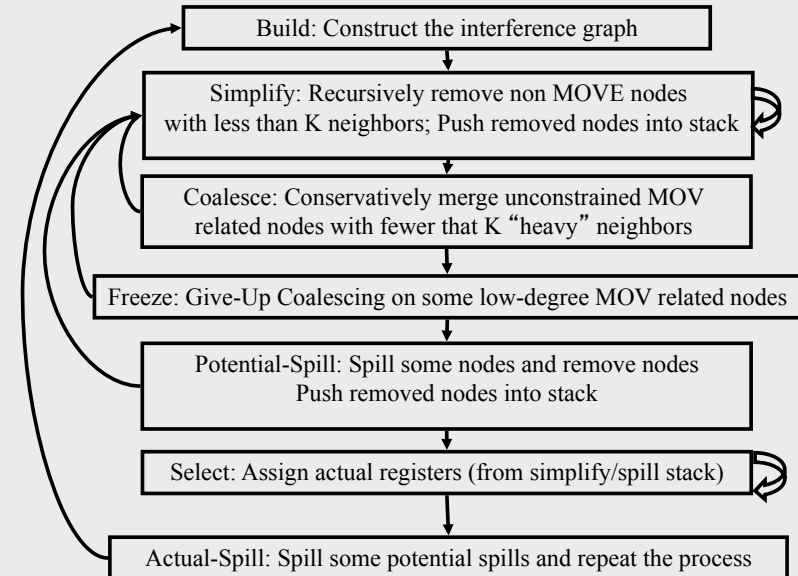 Build: Construct the interference graph
Simplify: Recursively remove non MOVE nodes
with less than K neighbors; Push removed nodes into stack
Coalesce: Conservatively merge unconstrained MOV
related nodes with fewer that K “heavy” neighbors
Freeze: Give-Up Coalescing on some low-degree MOV related nodes
Potential-Spill: Spill some nodes and remove nodes
Push removed nodes into stack
Select: Assign actual registers (from simplify/spill stack)
Actual-Spill: Spill some potential spills and repeat the process